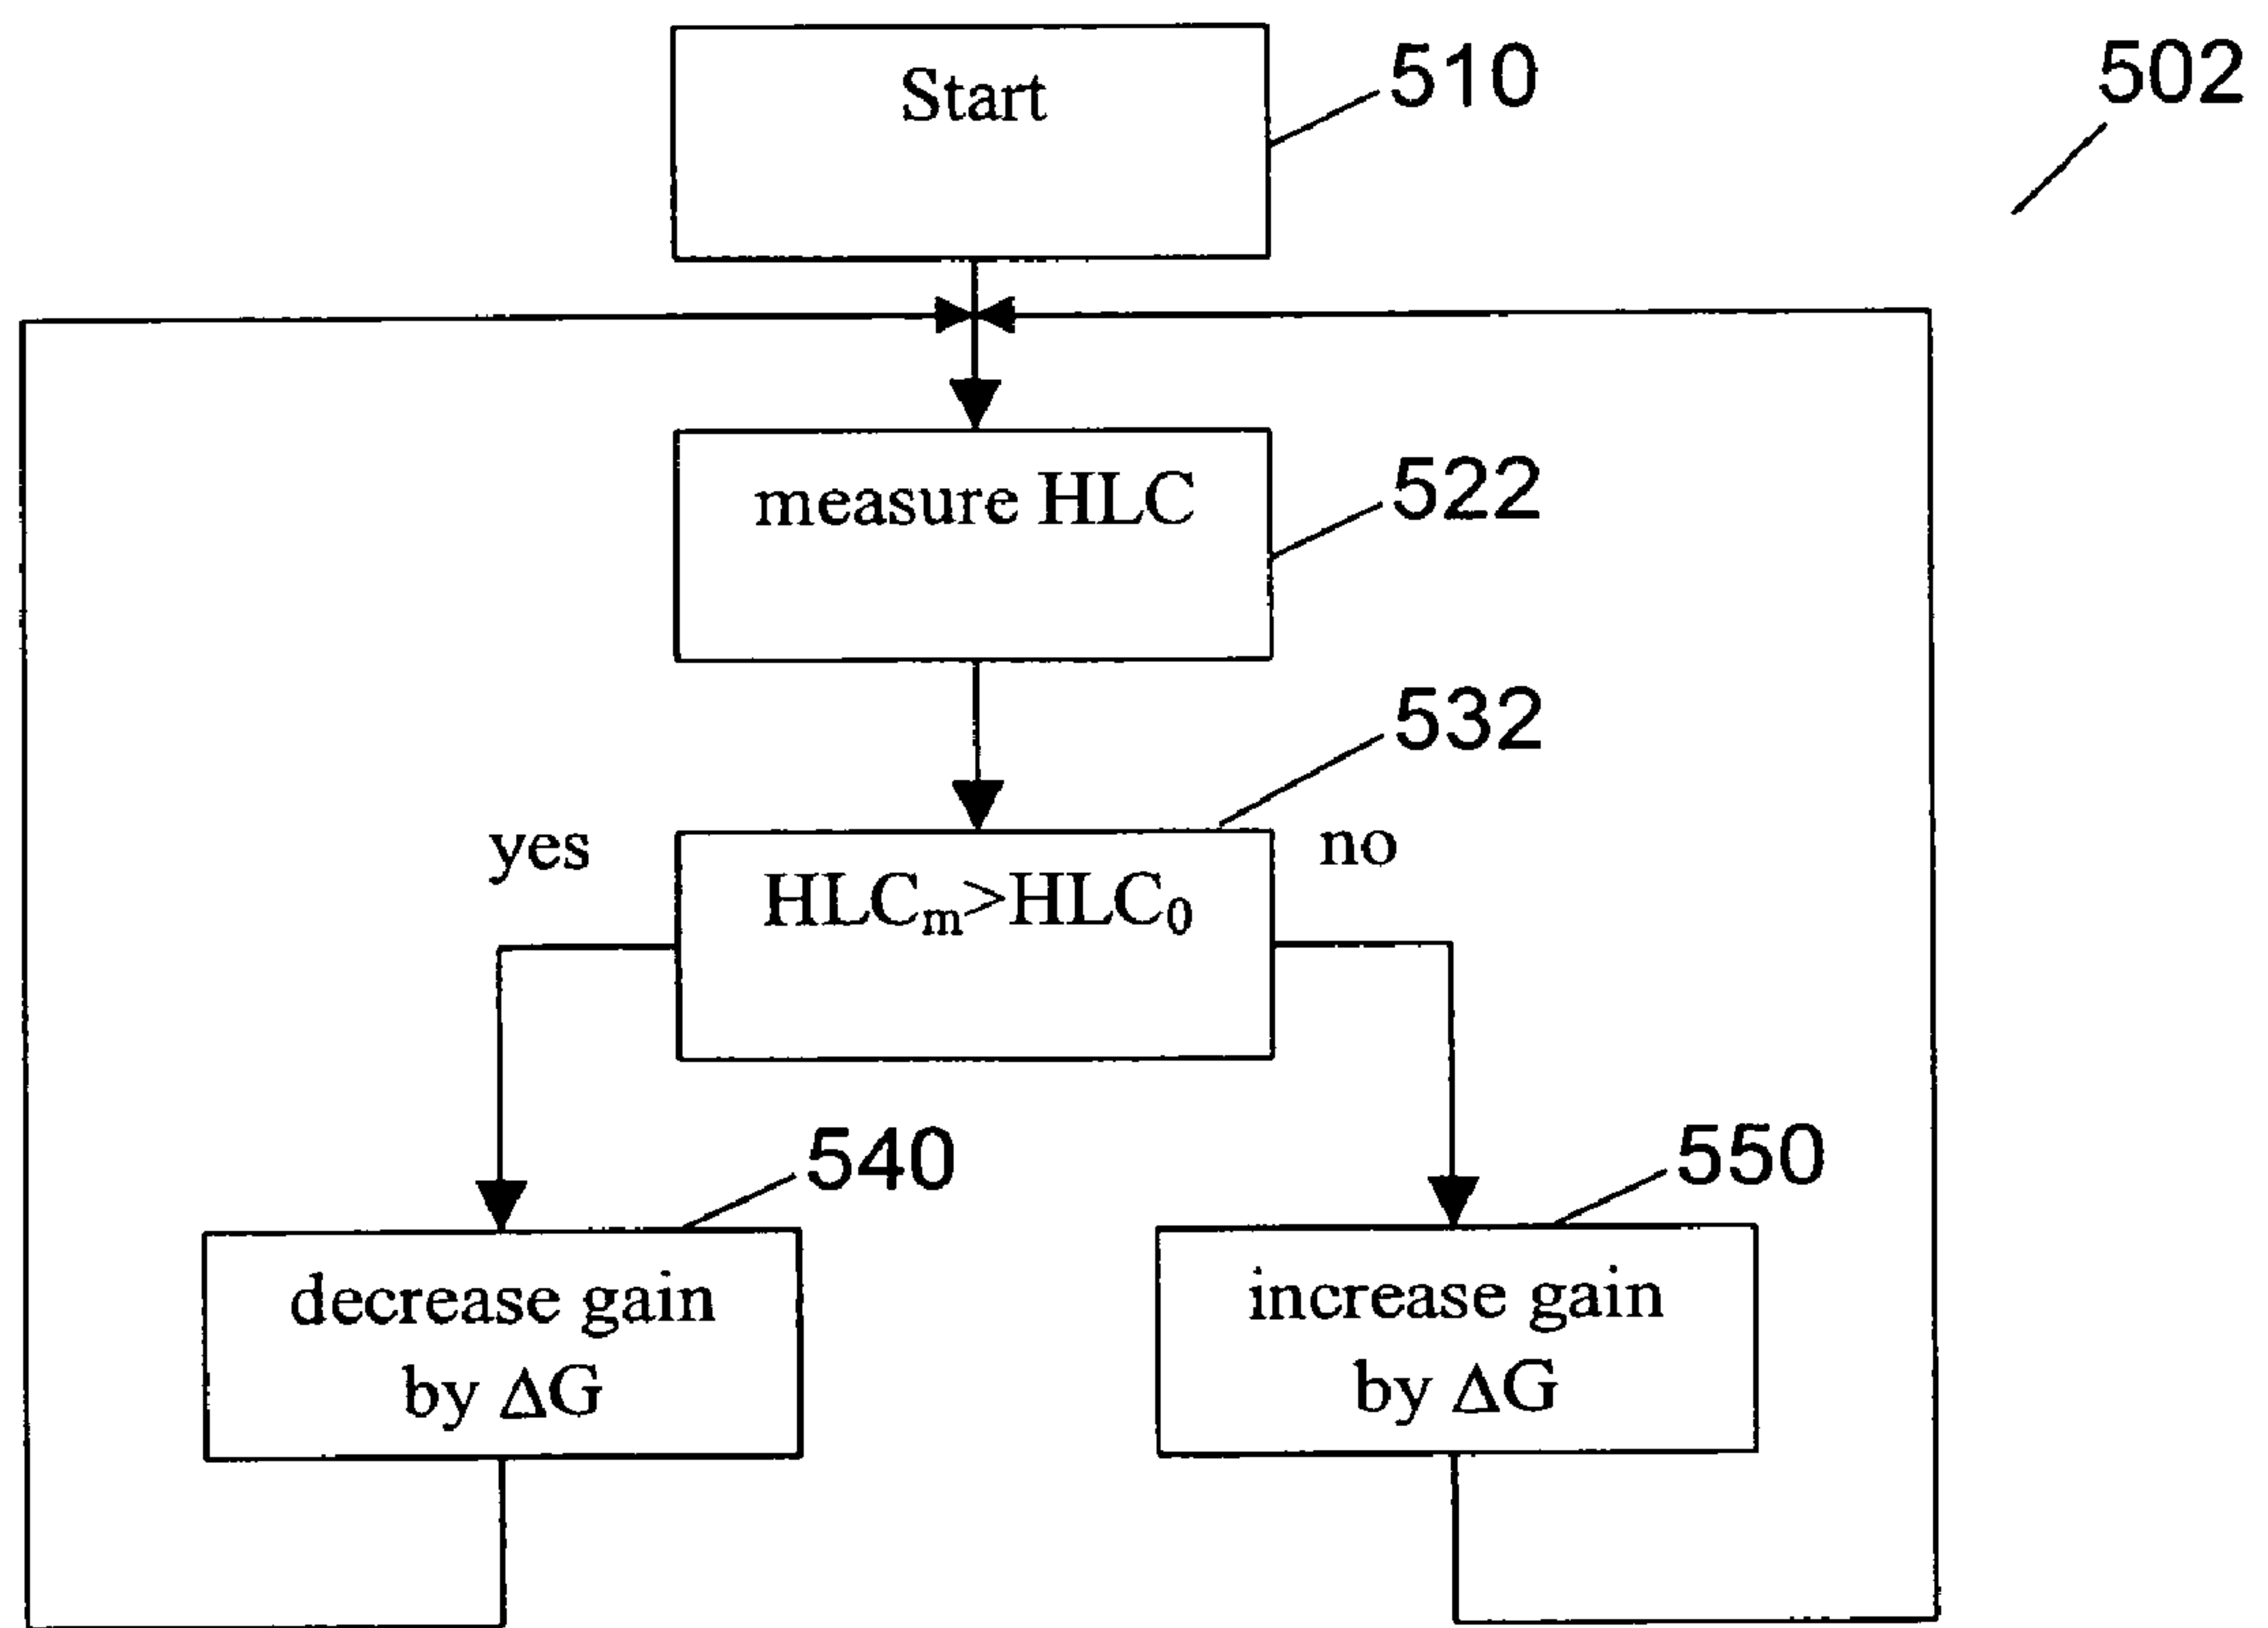 Start
510
502
measure HLC
522
532
yes
no
HLCₘ>HLC₀
540
550
decrease gain
by ΔG
increase gain
by ΔG